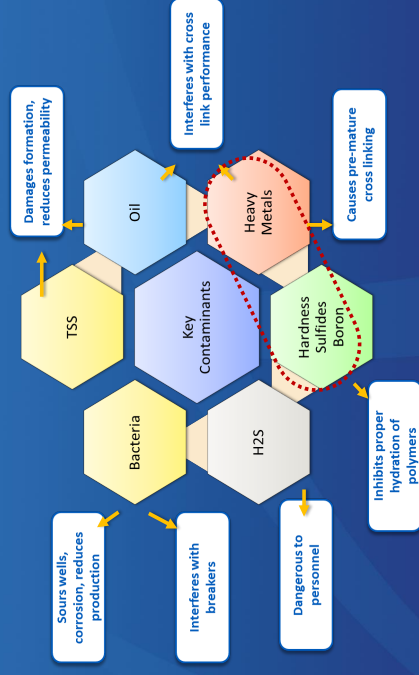 Sours wells,
corrosion, reduces
production
Interferes with
breakers
Dangerous to
personnel
Bacteria
H2S
TSS
Key
Contaminants
Hardness
Sulfides
Boron
Oil
Heavy
Metals
Damages formation,
reduces permeability
Interferes with cross
link performance
Causes pre-mature
cross linking
Inhibits proper
hydration of
polymers